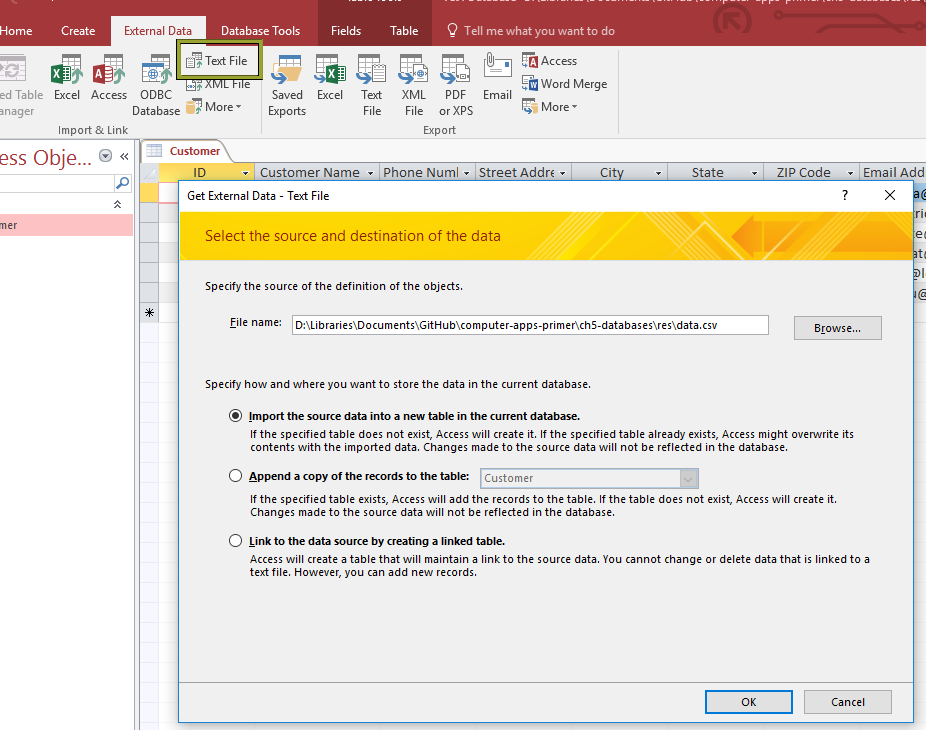 Home Create External Data Database Tools Fields Table Tell me what you want to do
Text File
XML File
More
Excel Access ODBC Database
Saved Exports Excel Text File XML File PDF or XPS Email
Access
Word Merge
More
Import & Link Export
Customer
ID Customer Name Phone Num Street Addre City State ZIP Code Email Add
Get External Data - Text File ?
Select the source and destination of the data
Specify the source of the definition of the objects.
File name: D:\Libraries\Documents\GitHub\computer-apps-primer\ch5-databases\res\data.csv Browse...
Specify how and where you want to store the data in the current database.
Import the source data into a new table in the current database.
If the specified table does not exist, Access will create it. If the specified table already exists, Access might overwrite its
contents with the imported data. Changes made to the source data will not be reflected in the database.
Append a copy of the records to the table: Customer
If the specified table exists, Access will add the records to the table. If the table does not exist, Access will create it.
Changes made to the source data will not be reflected in the database.
Link to the data source by creating a linked table.
Access will create a table that will maintain a link to the source data. You cannot change or delete data that is linked to a
text file. However, you can add new records.
OK Cancel